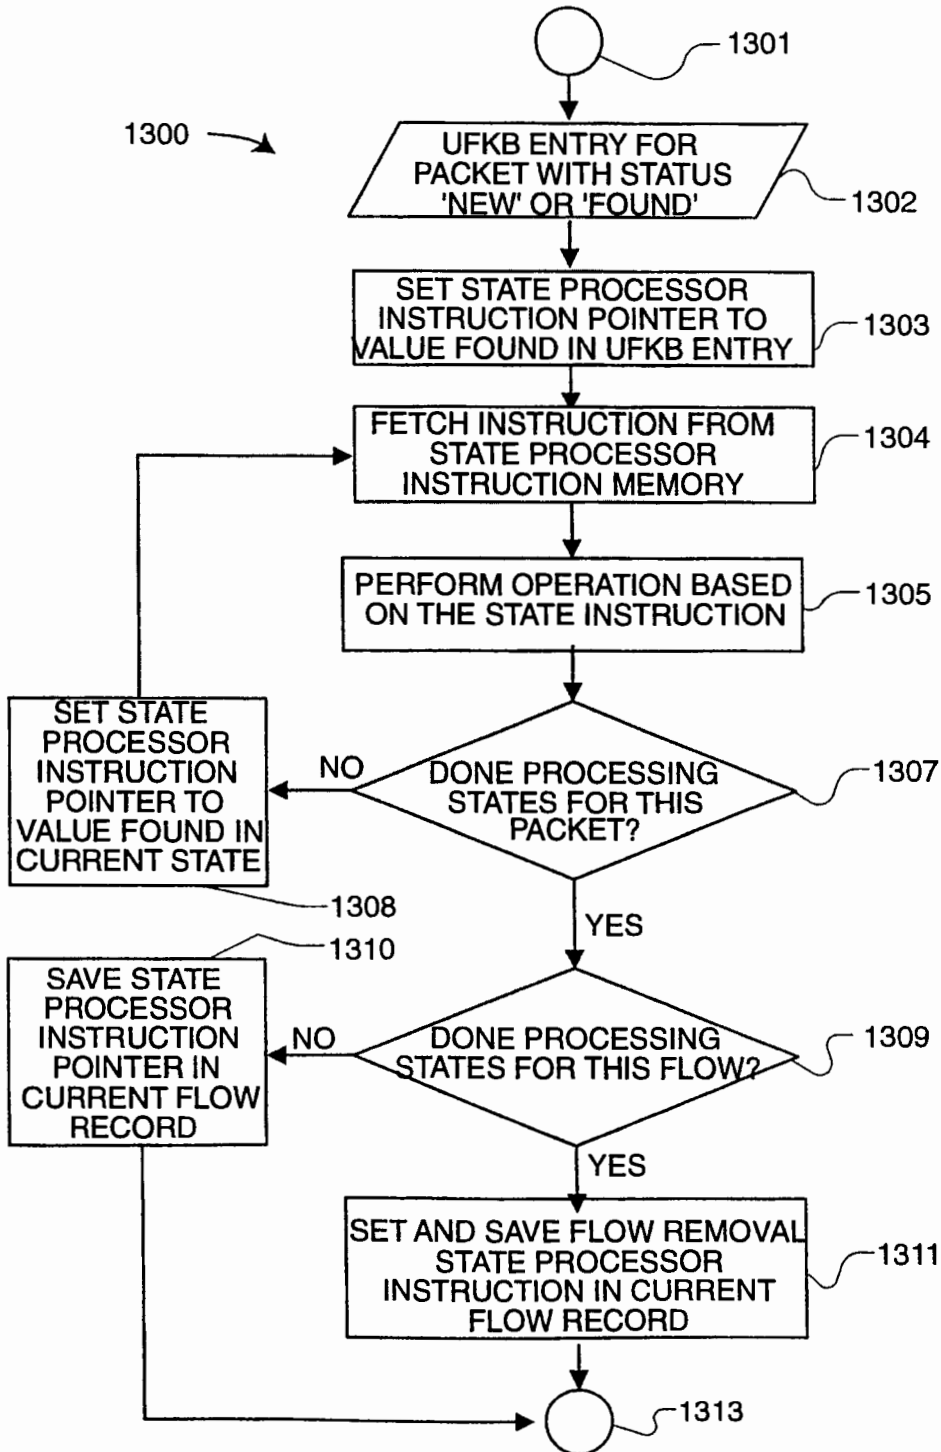 1301
1300
UFKB ENTRY FOR
PACKET WITH STATUS
'NEW' OR 'FOUND'
1302
SET STATE PROCESSOR
INSTRUCTION POINTER TO
VALUE FOUND IN UFKB ENTRY
1303
FETCH INSTRUCTION FROM
STATE PROCESSOR
INSTRUCTION MEMORY
1304
PERFORM OPERATION BASED
ON THE STATE INSTRUCTION
1305
SET STATE
PROCESSOR
INSTRUCTION
POINTER TO
VALUE FOUND IN
CURRENT STATE
NO
DONE PROCESSING
STATES FOR THIS
PACKET?
1307
1308
YES
1310
SAVE STATE
PROCESSOR
INSTRUCTION
POINTER IN
CURRENT FLOW
RECORD
NO
DONE PROCESSING
STATES FOR THIS FLOW?
1309
YES
SET AND SAVE FLOW REMOVAL
STATE PROCESSOR
INSTRUCTION IN CURRENT
FLOW RECORD
1311
1313